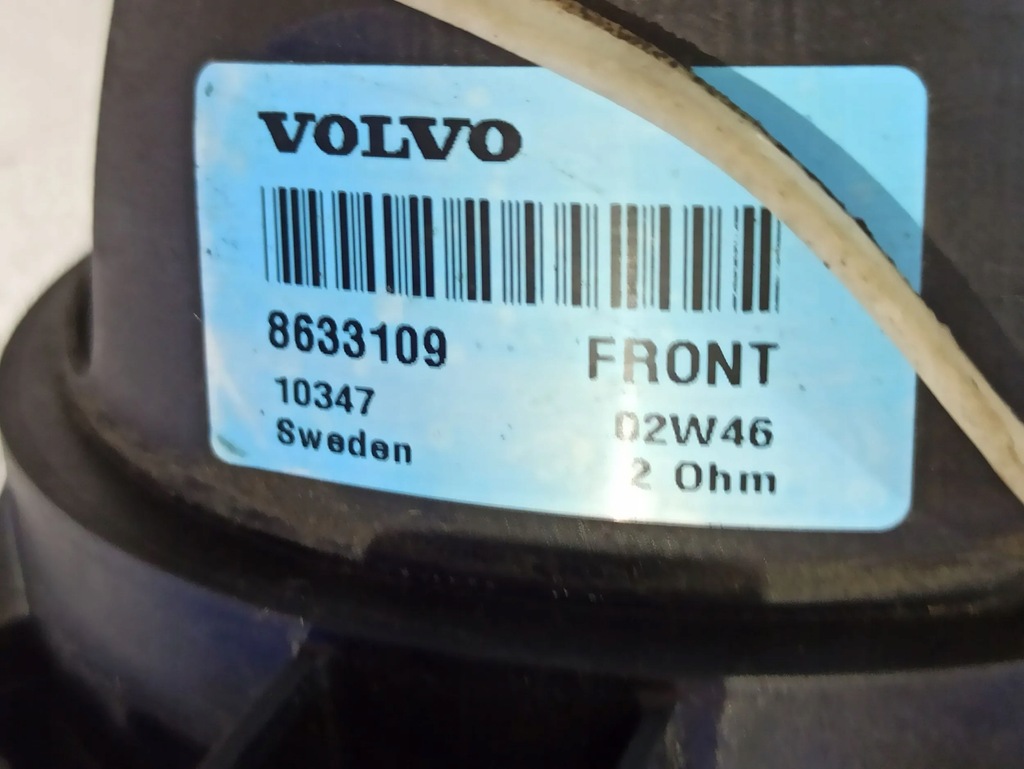 VOLVO
8633109 FRONT
10347 02W46
Sweden 2 Ohm